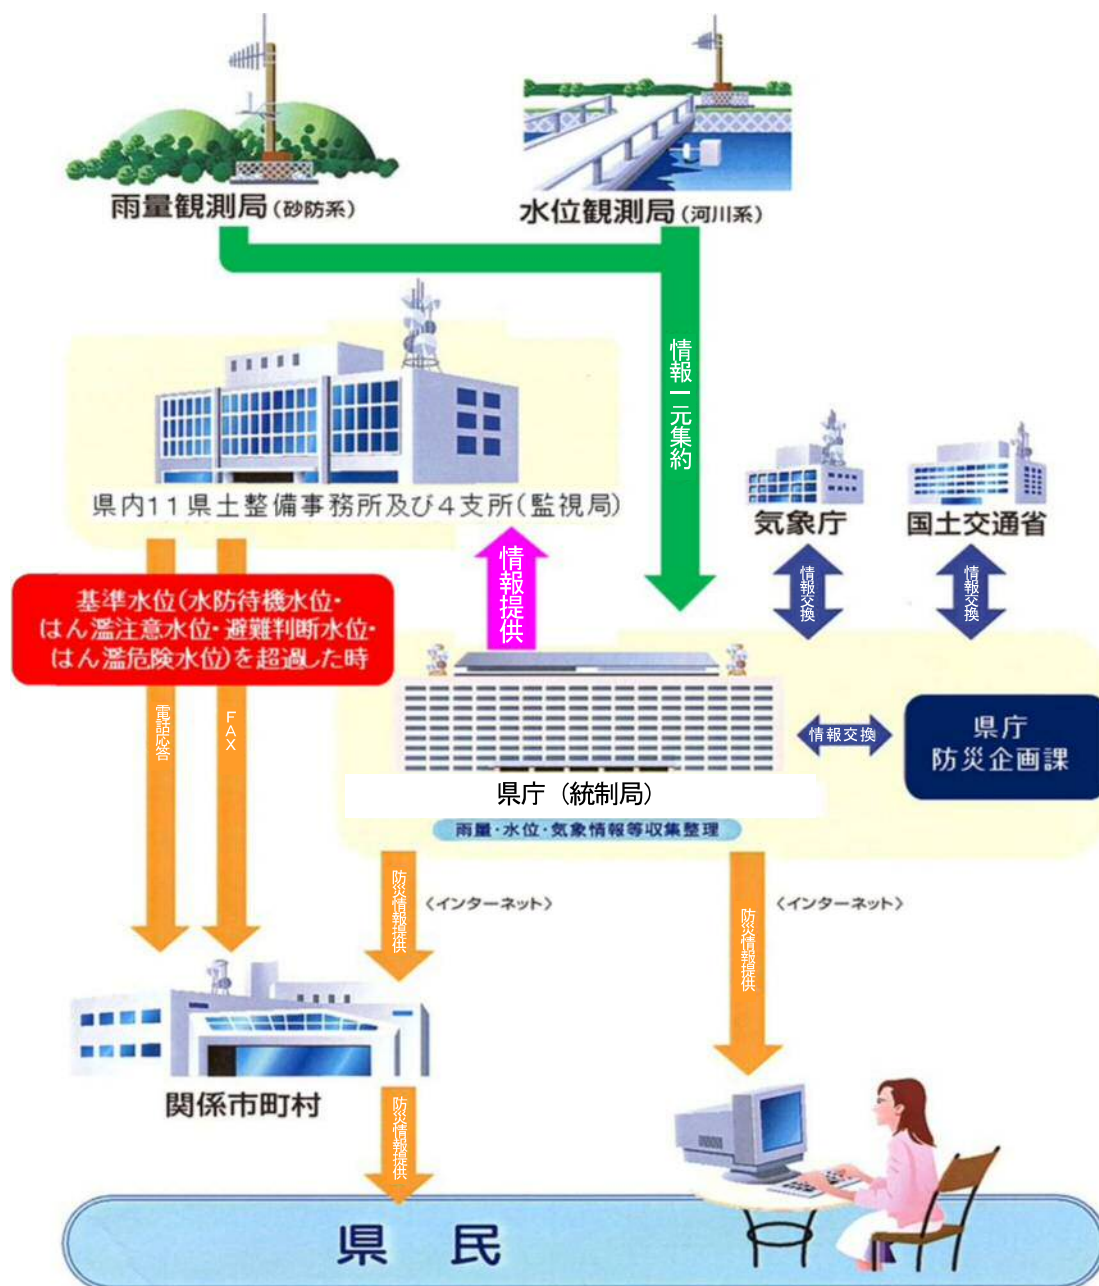 雨量観測局(砂防系)
水位観測局(河川系)
情報一元集約
県内11県土整備事務所及び4支所(監視局)
気象庁
国土交通省
情報提供
情報交換
情報交換
基準水位(水防待機水位・
はん濫注意水位・避難判断水位・
はん濫危険水位)を超過した時
電話応答
FAX
情報交換
県庁
防災企画課
県庁（統制局）
雨量・水位・気象情報等収集整理
防災情報提供
〈インターネット〉
防災情報提供
〈インターネット〉
関係市町村
防災情報提供
県民